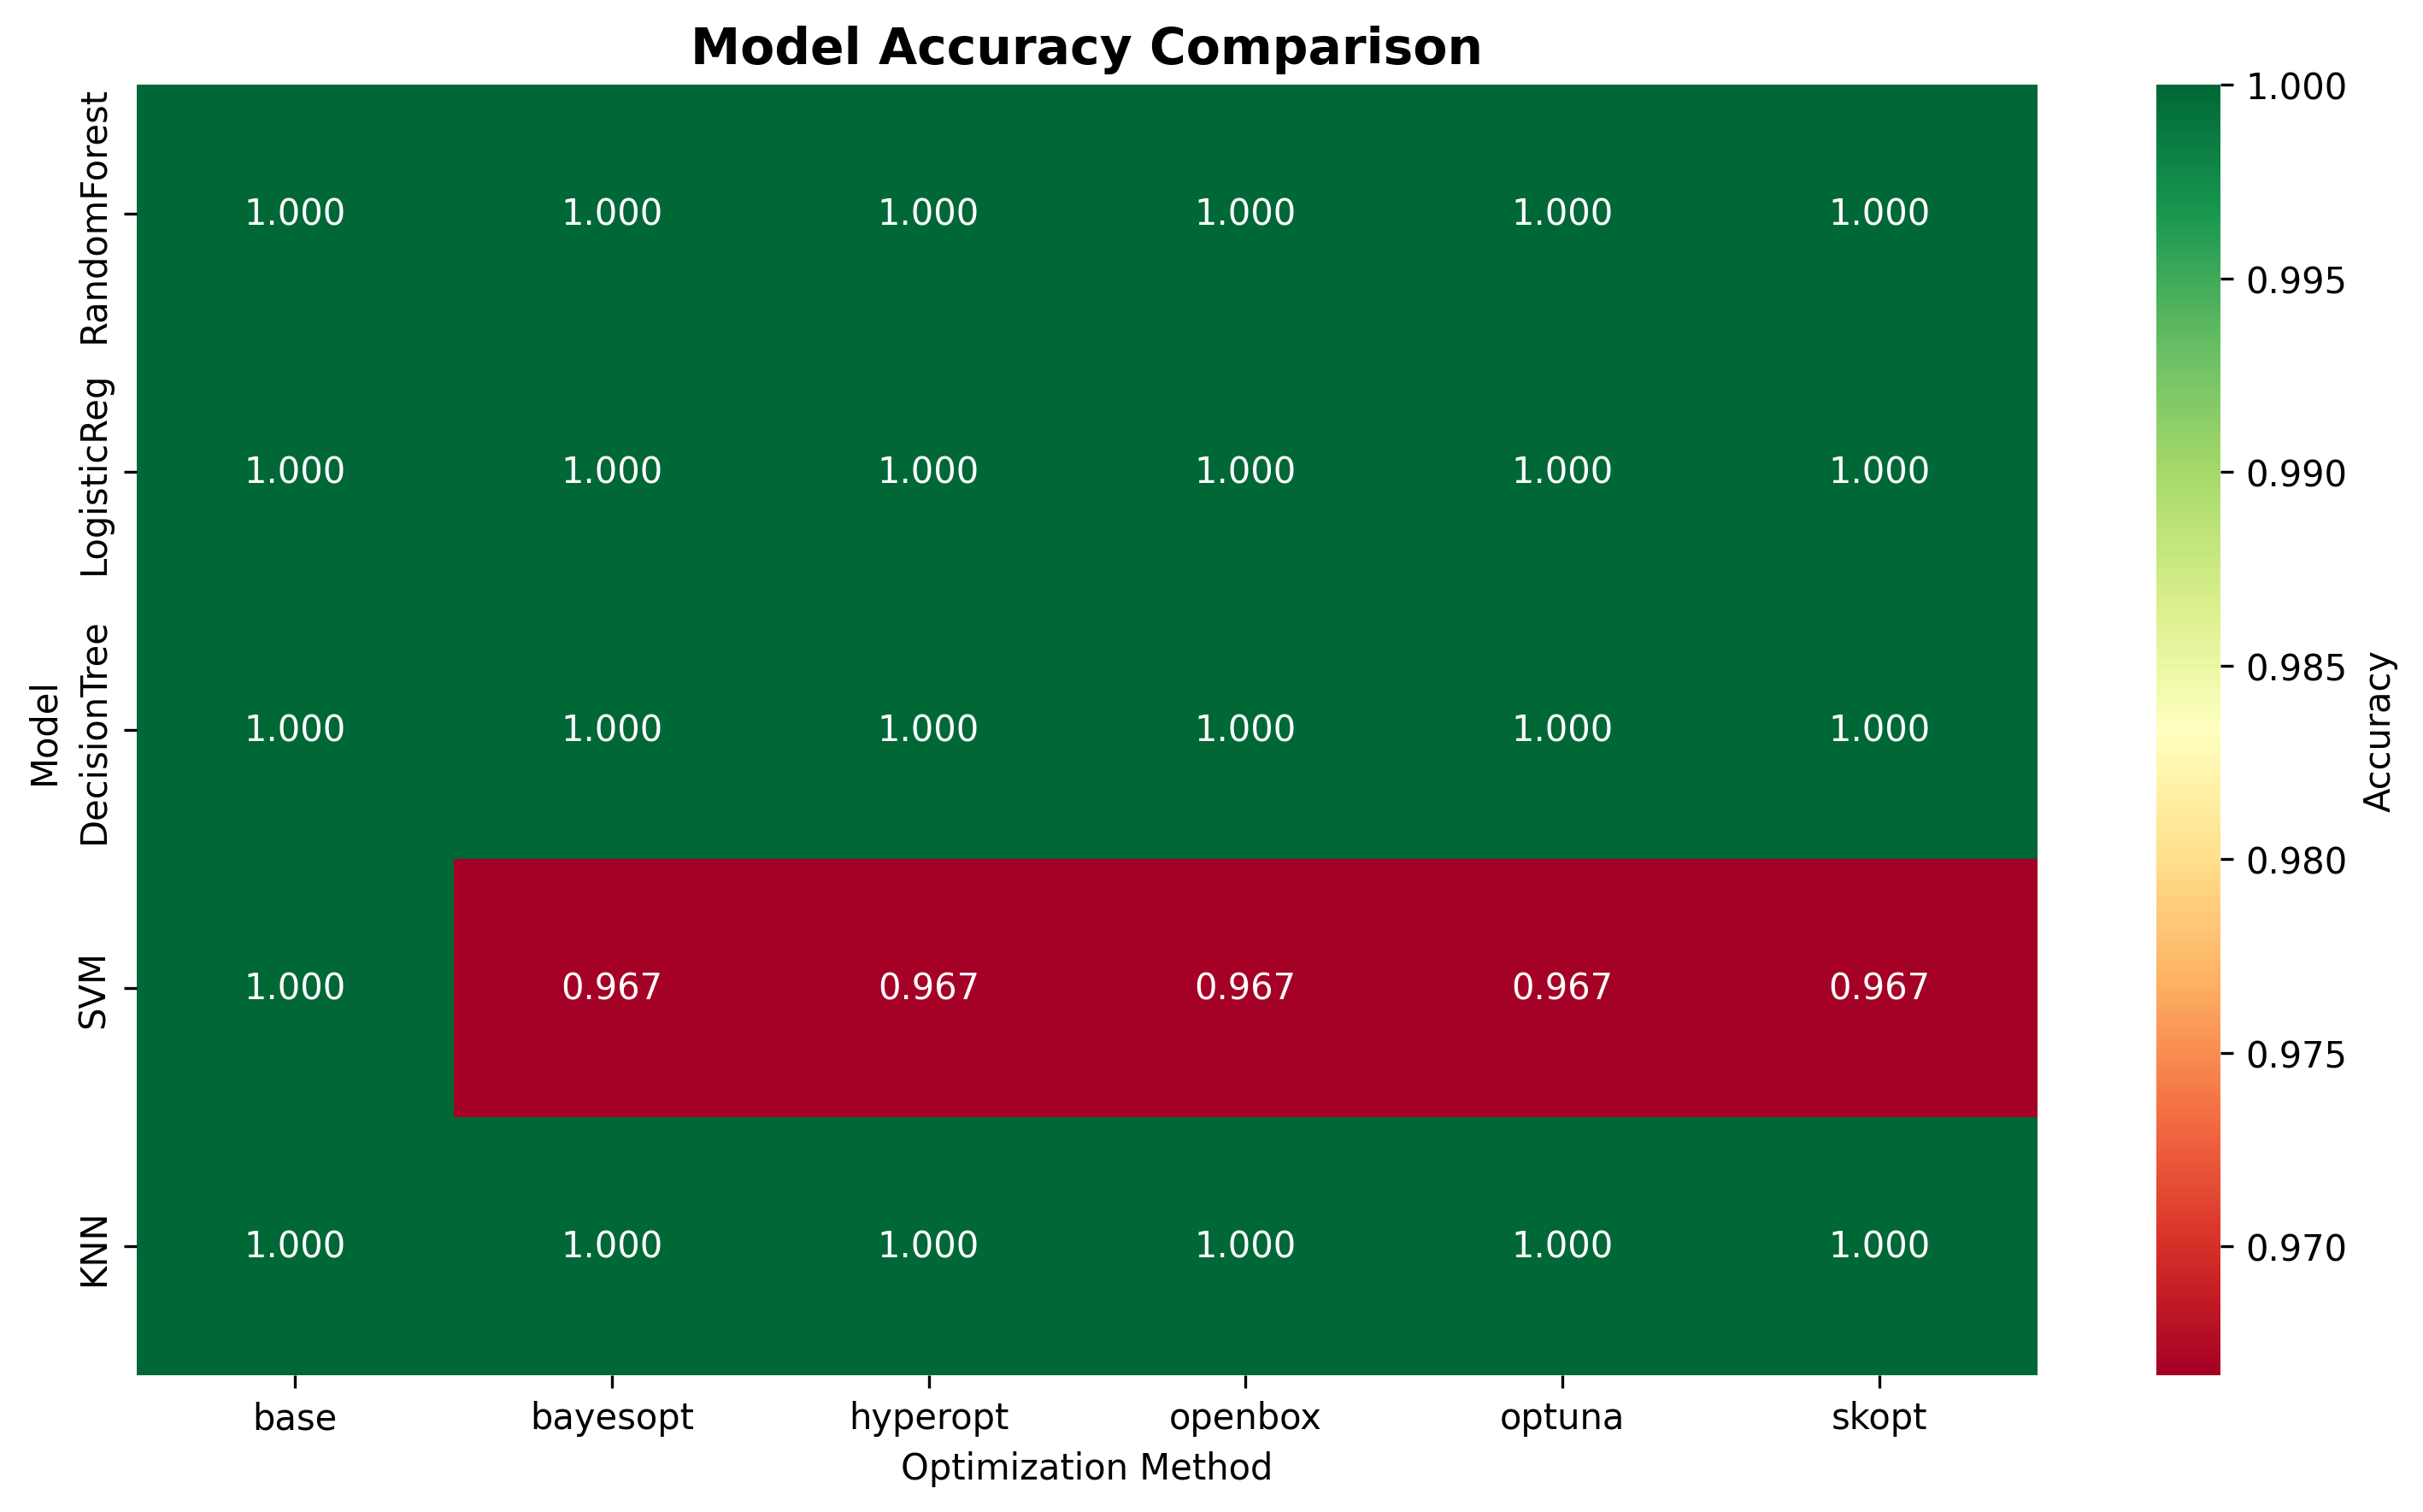 Model Accuracy Comparison
RandomForest
1.000 1.000 1.000 1.000 1.000 1.000
LogisticReg
1.000 1.000 1.000 1.000 1.000 1.000
DecisionTree
1.000 1.000 1.000 1.000 1.000 1.000
SVM
1.000 0.967 0.967 0.967 0.967 0.967
KNN
1.000 1.000 1.000 1.000 1.000 1.000
Model
base bayesopt hyperopt openbox optuna skopt
Optimization Method
1.000
0.995
0.990
0.985
0.980
0.975
0.970
Accuracy